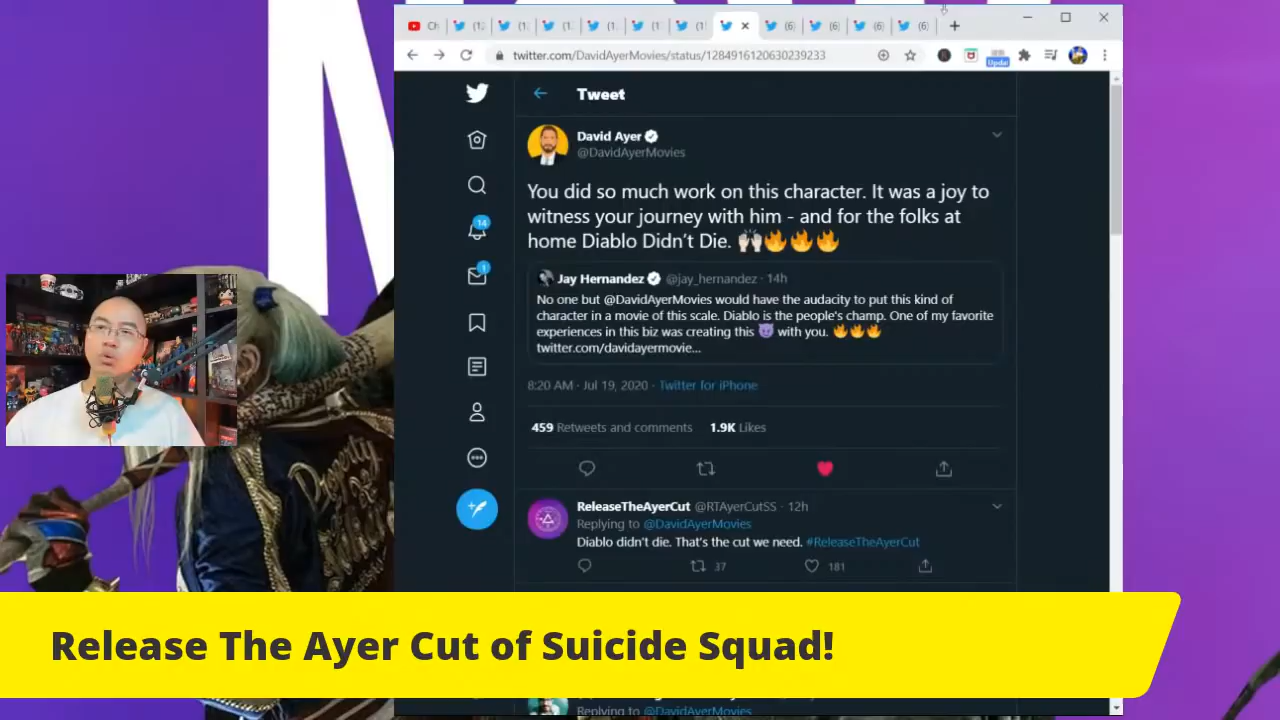 twitter.com/DavidAyerMovies/status/1284916120630239233
Upda
Tweet
David Ayer
@DavidAyerMovies
You did so much work on this character. It was a joy to
witness your journey with him - and for the folks at
home Diablo Didn't Die. 🙌🏻🔥🔥🔥
Jay Hernandez @jay_hernandez · 14h
No one but @DavidAyerMovies would have the audacity to put this kind of
character in a movie of this scale. Diablo is the people's champ. One of my favorite
experiences in this biz was creating this 😈 with you. 🔥🔥🔥
twitter.com/davidayermovie...
8:20 AM · Jul 19, 2020 · Twitter for iPhone
459 Retweets and comments 1.9K Likes
14
1
ReleaseTheAyerCut @RTAyerCutSS · 12h
Replying to @DavidAyerMovies
Diablo didn't die. That's the cut we need. #ReleaseTheAyerCut
37 181
Release The Ayer Cut of Suicide Squad!
Replying to @DavidAyerMovies